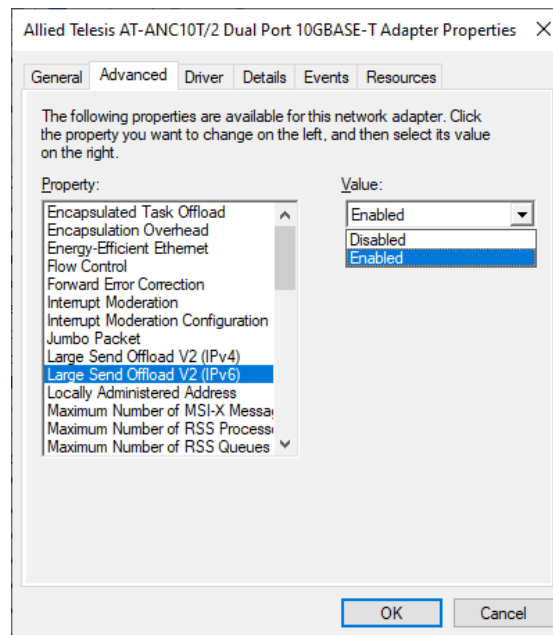 Allied Telesis AT-ANC10T/2 Dual Port 10GBASE-T Adapter Properties
General Advanced Driver Details Events Resources
The following properties are available for this network adapter. Click
the property you want to change on the left, and then select its value
on the right.
Property:
Encapsulated Task Offload
Encapsulation Overhead
Energy-Efficient Ethernet
Flow Control
Forward Error Correction
Interrupt Moderation
Interrupt Moderation Configuration
Jumbo Packet
Large Send Offload V2 (IPv4)
Large Send Offload V2 (IPv6)
Locally Administered Address
Maximum Number of MSI-X Messa
Maximum Number of RSS Process
Maximum Number of RSS Queues
Value:
Enabled
Disabled
Enabled
OK Cancel